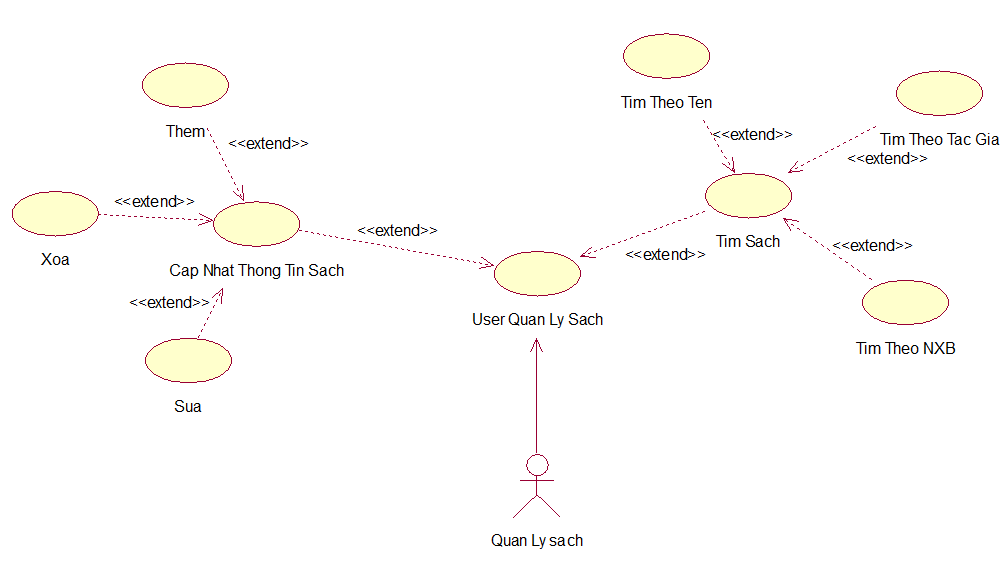 Tim Theo Ten
Them
<<extend>>
<<extend>>
Tim Theo Tac Gia
<<extend>>
Xoa
<<extend>>
Cap Nhat Thong Tin Sach
<<extend>>
Tim Sach
<<extend>>
<<extend>>
<<extend>>
User Quan Ly Sach
Tim Theo NXB
Sua
Quan Ly sach